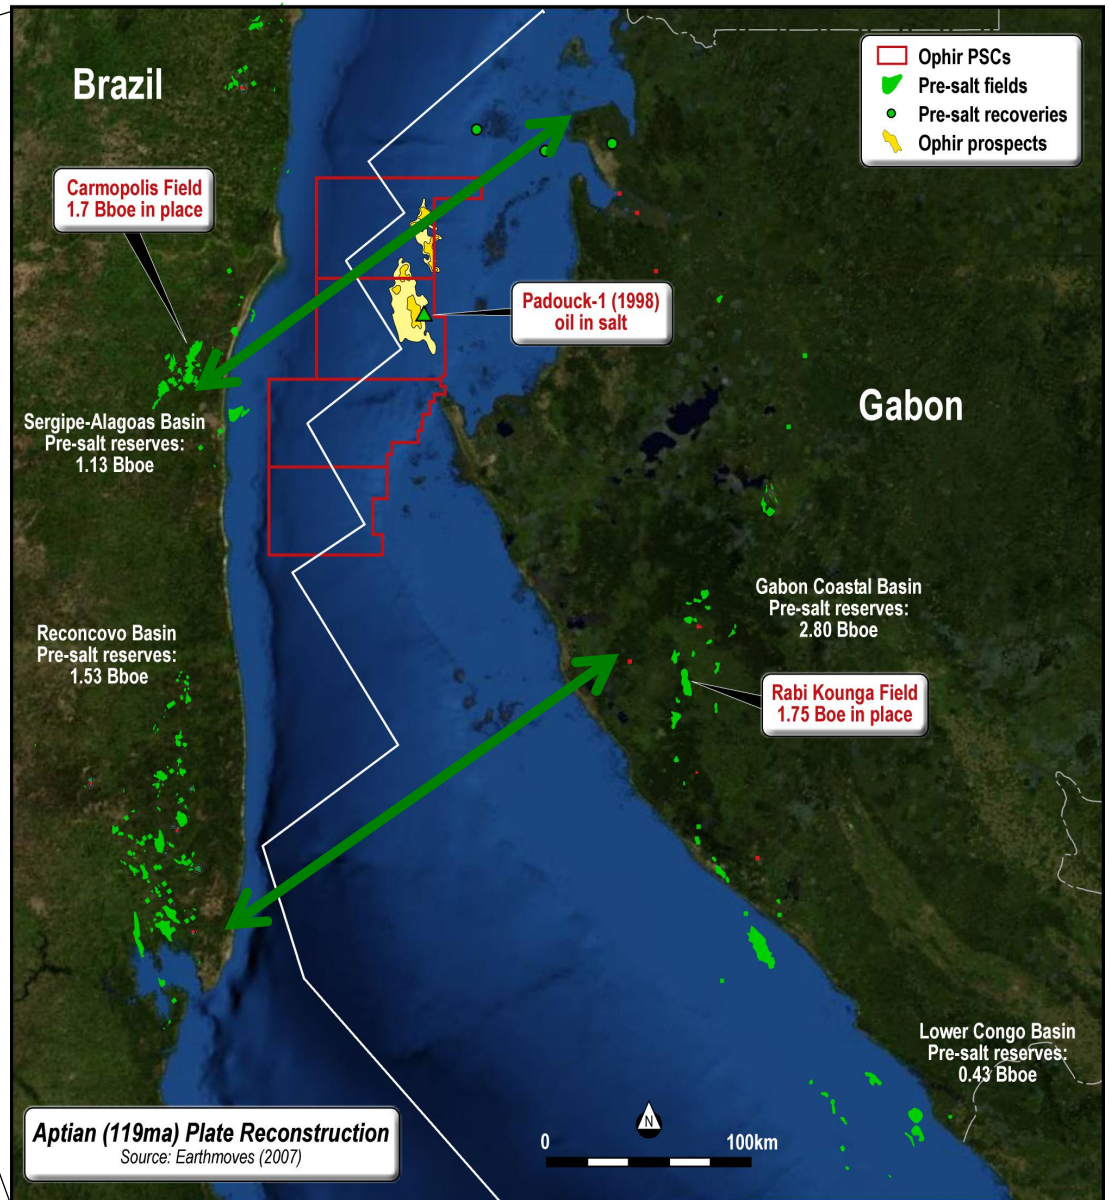 Brazil
Ophir PSCs
Pre-salt fields
Pre-salt recoveries
Ophir prospects
Carmopolis Field
1.7 Bboe in place
Padouck-1 (1998)
oil in salt
Gabon
Sergipe-Alagoas Basin
Pre-salt reserves:
1.13 Bboe
Gabon Coastal Basin
Pre-salt reserves:
2.80 Bboe
Reconcovo Basin
Pre-salt reserves:
1.53 Bboe
Rabi Kounga Field
1.75 Boe in place
Lower Congo Basin
Pre-salt reserves:
0.43 Bboe
Aptian (119ma) Plate Reconstruction
Source: Earthmoves (2007)
N
0 100km